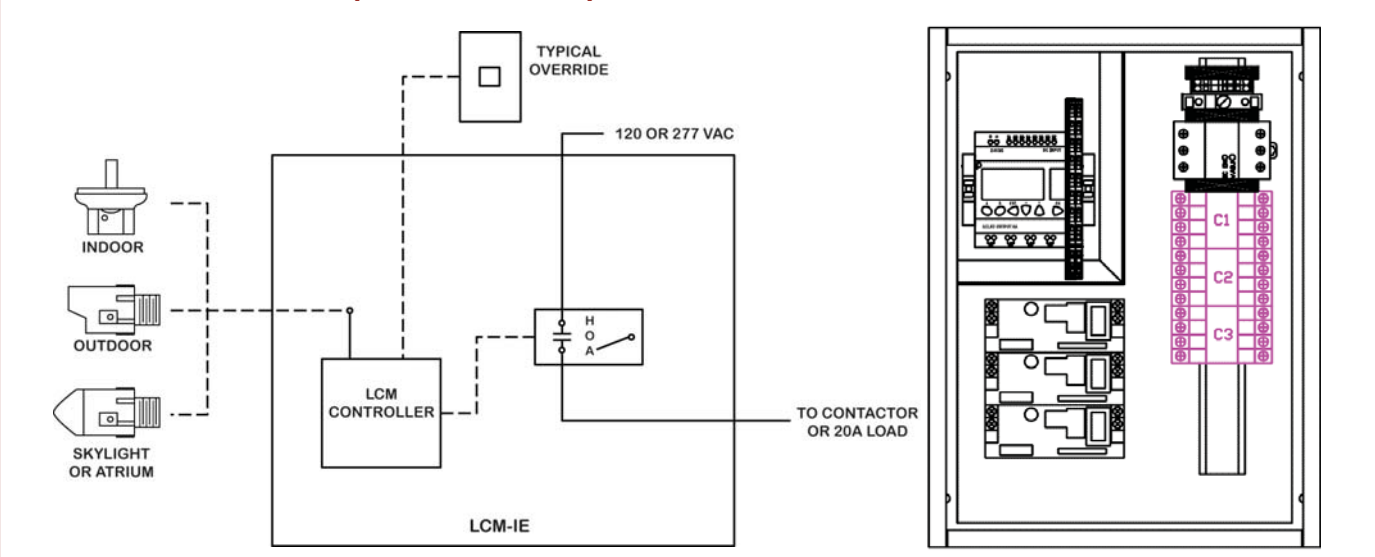 TYPICAL
OVERRIDE
120 OR 277 VAC
INDOOR
OUTDOOR
SKYLIGHT
OR ATRIUM
LCM
CONTROLLER
H
O
A
TO CONTACTOR
OR 20A LOAD
LCM-IE
C1
C2
C3